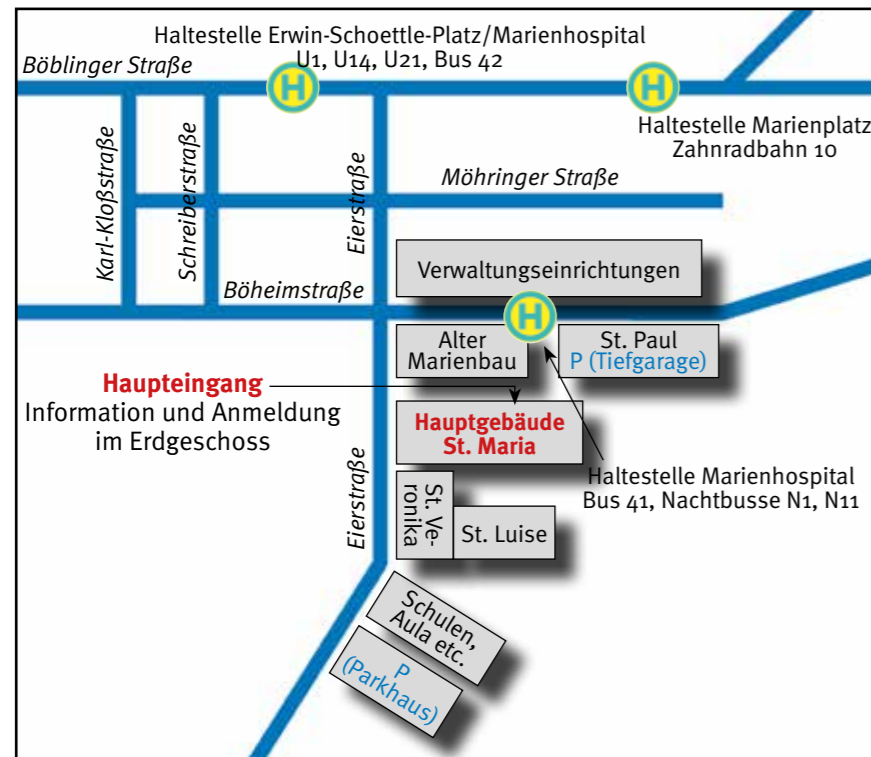 Haltestelle Erwin-Schoettle-Platz/Marienhospital
U1, U14, U21, Bus 42
Böblinger Straße
H
H
Haltestelle Marienplatz
Zahnradbahn 10
Karl-Kloßstraße
Schreiberstraße
Eierstraße
Möhringer Straße
Verwaltungseinrichtungen
Böheimstraße
H
Alter
Marienbau
St. Paul
P (Tiefgarage)
Haupteingang
Information und Anmeldung
im Erdgeschoss
Hauptgebäude
St. Maria
Haltestelle Marienhospital
Bus 41, Nachtbusse N1, N11
Eierstraße
St. Ve-
ronika
St. Luise
Schulen,
Aula etc.
P
(Parkhaus)